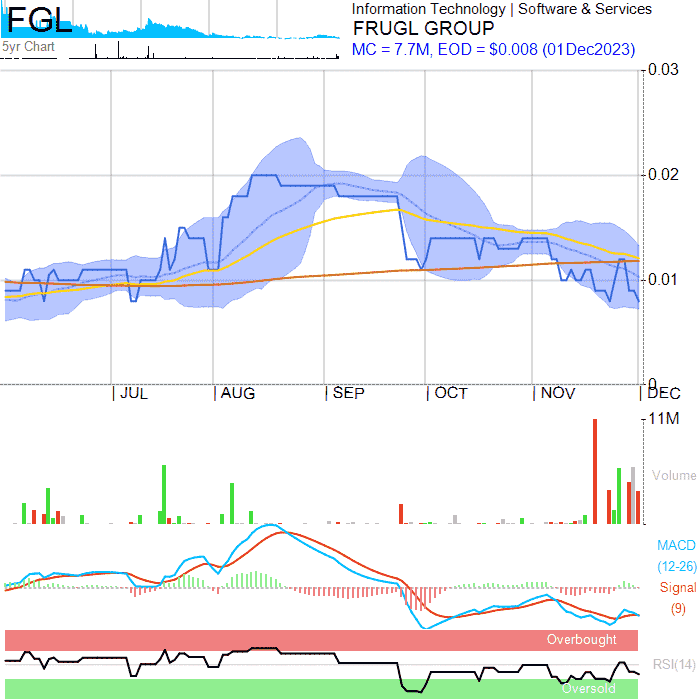 FGL
5yr Chart
Information Technology | Software & Services
FRUGL GROUP
MC = 7.7M, EOD = $0.008 (01Dec2023)
0.03
0.02
0.01
0
JUL AUG SEP OCT NOV DEC
11M
Volume
MACD
(12-26)
Signal
(9)
Overbought
RSI(14)
Oversold